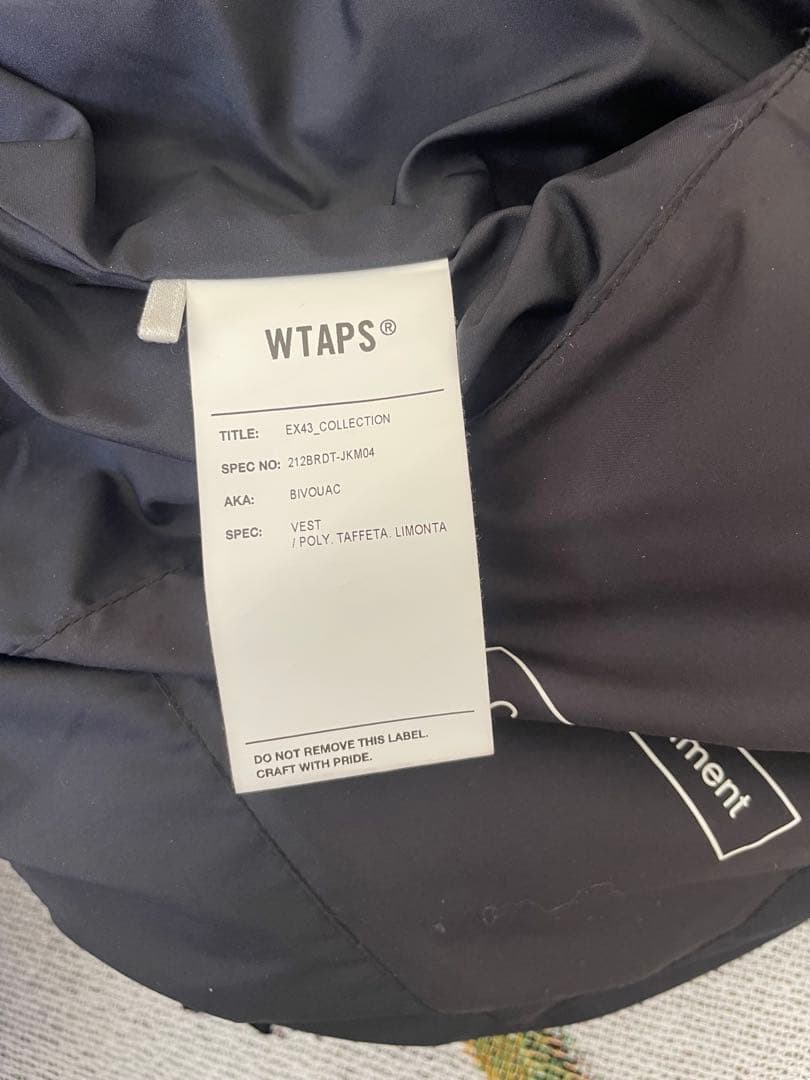 WTAPS®
TITLE: EX43_COLLECTION
SPEC NO: 212BRDT-JKM04
AKA: BIVOUAC
SPEC: VEST
/ POLY. TAFFETA. LIMONTA
DO NOT REMOVE THIS LABEL.
CRAFT WITH PRIDE.